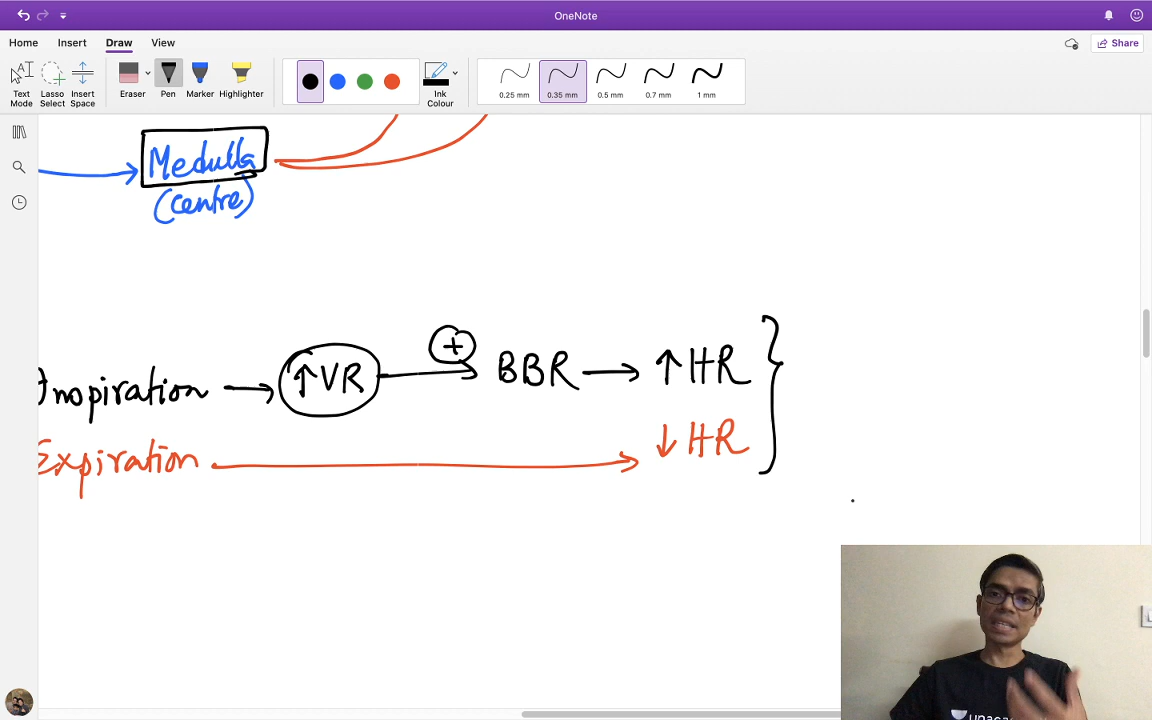 OneNote
Home Insert Draw View
Share
Text Mode
Lasso Select
Insert Space
Eraser
Pen
Marker
Highlighter
Ink Colour
0.25 mm
0.35 mm
0.5 mm
0.7 mm
1 mm
Medulla
(centre)
Inspiration → ↑VR + → BBR → ↑HR
Expiration → ↓HR